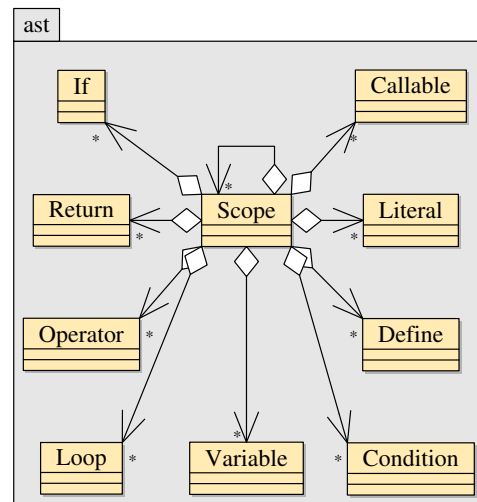 ast
If
Callable
*
*
*
Return
Scope
Literal
*
*
Operator
Define
*
*
Loop
Variable
Condition
*
*
*